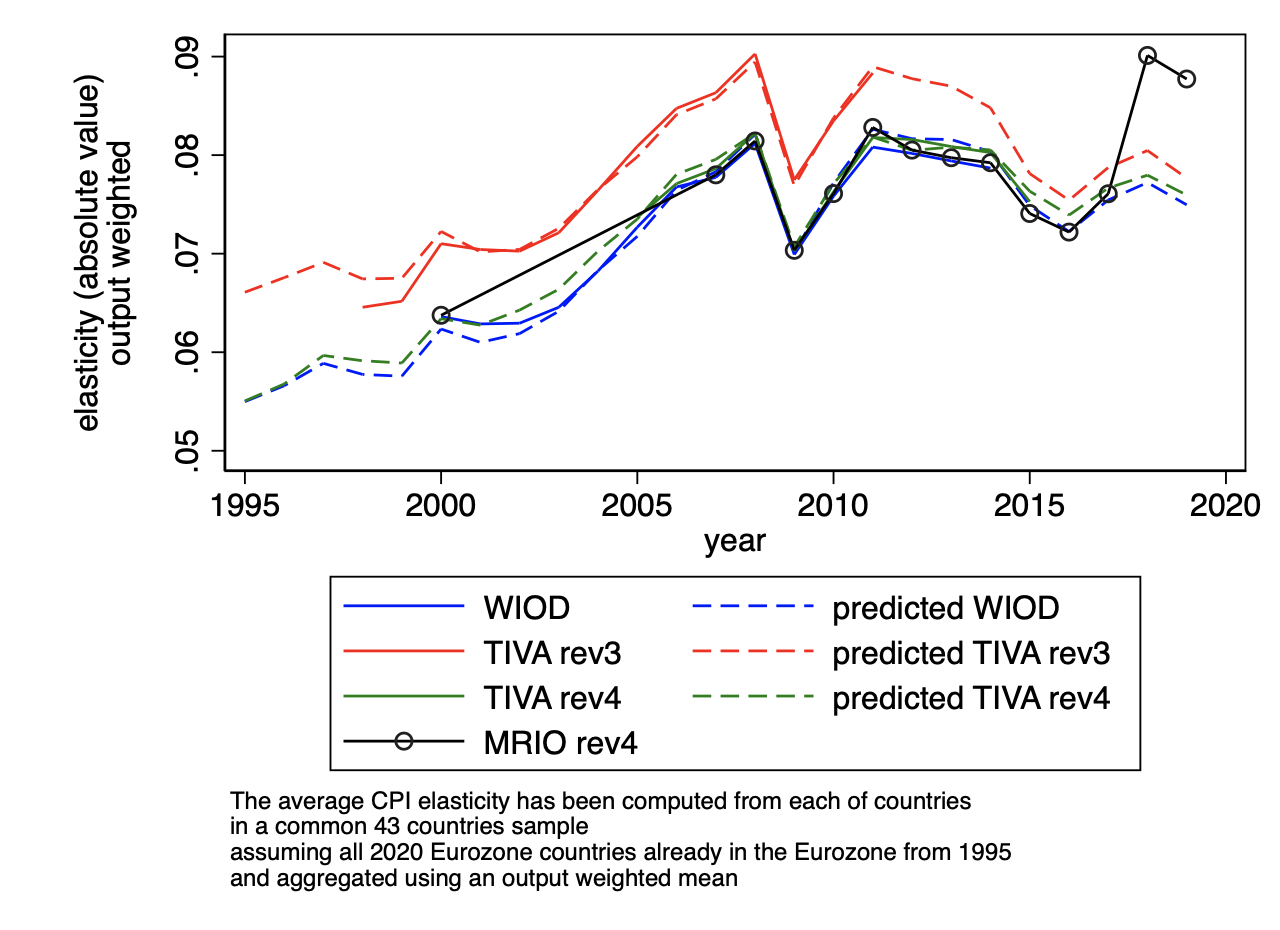 elasticity (absolute value)
output weighted
.09
.08
.07
.06
.05
1995 2000 2005 2010 2015 2020
year
WIOD predicted WIOD
TIVA rev3 predicted TIVA rev3
TIVA rev4 predicted TIVA rev4
MRIO rev4
The average CPI elasticity has been computed from each of countries
in a common 43 countries sample
assuming all 2020 Eurozone countries already in the Eurozone from 1995
and aggregated using an output weighted mean